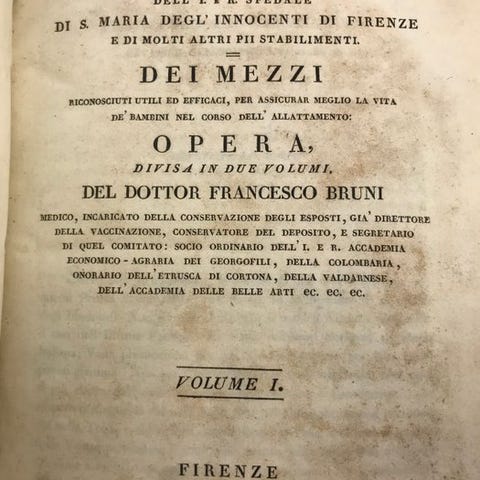 DELL' I. E R. SPEDALE
DI S. MARIA DEGL' INNOCENTI DI FIRENZE
E DI MOLTI ALTRI PII STABILIMENTI.
=
DEI MEZZI
RICONOSCIUTI UTILI ED EFFICACI, PER ASSICURAR MEGLIO LA VITA
DE' BAMBINI NEL CORSO DELL' ALLATTAMENTO:
OPERA,
DIVISA IN DUE VOLUMI.
DEL DOTTOR FRANCESCO BRUNI
MEDICO, INCARICATO DELLA CONSERVAZIONE DEGLI ESPOSTI, GIA' DIRETTORE
DELLA VACCINAZIONE, CONSERVATORE DEL DEPOSITO, E SEGRETARIO
DI QUEL COMITATO: SOCIO ORDINARIO DELL' I. E R. ACCADEMIA
ECONOMICO-AGRARIA DEI GEORGOFILI, DELLA COLOMBARIA,
ONORARIO DELL' ETRUSCA DI CORTONA, DELLA VALDARNESE,
DELL' ACCADEMIA DELLE BELLE ARTI ec. ec. ec.
VOLUME I.
FIRENZE